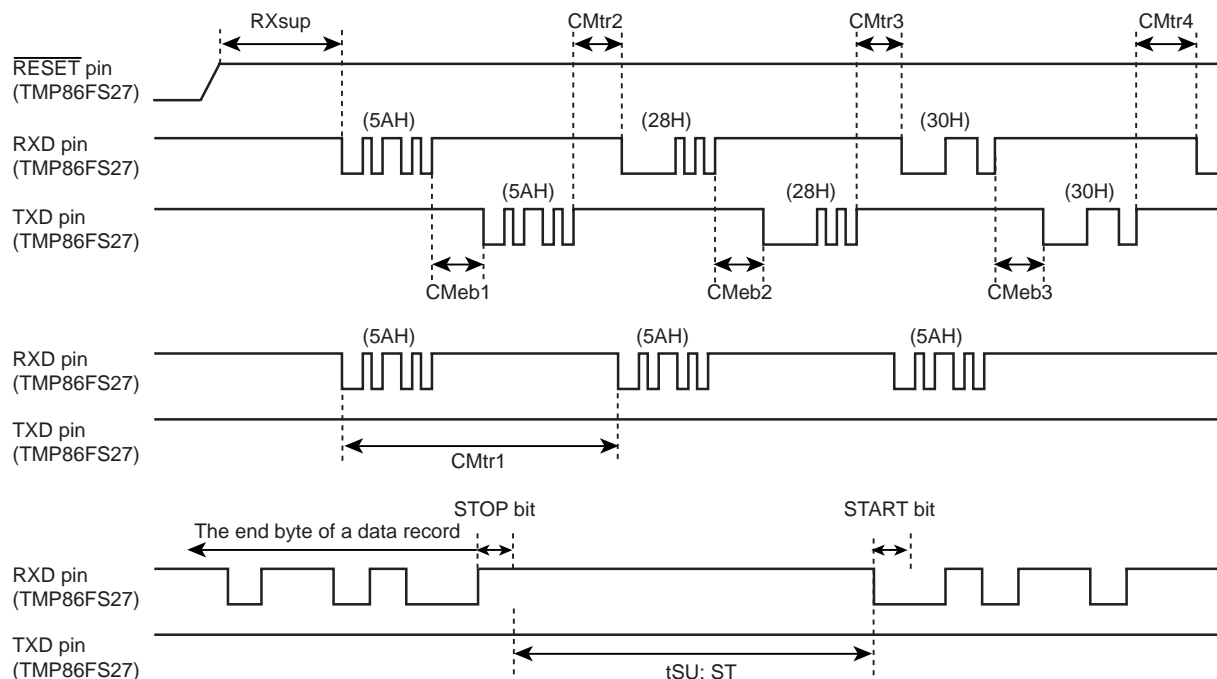 RXsup
CMtr2
CMtr3
CMtr4
RESET pin
(TMP86FS27)
(5AH)
(28H)
(30H)
RXD pin
(TMP86FS27)
(5AH)
(28H)
(30H)
TXD pin
(TMP86FS27)
CMeb1
CMeb2
CMeb3
(5AH)
(5AH)
(5AH)
RXD pin
(TMP86FS27)
TXD pin
(TMP86FS27)
CMtr1
STOP bit
START bit
The end byte of a data record
RXD pin
(TMP86FS27)
TXD pin
(TMP86FS27)
tSU; ST